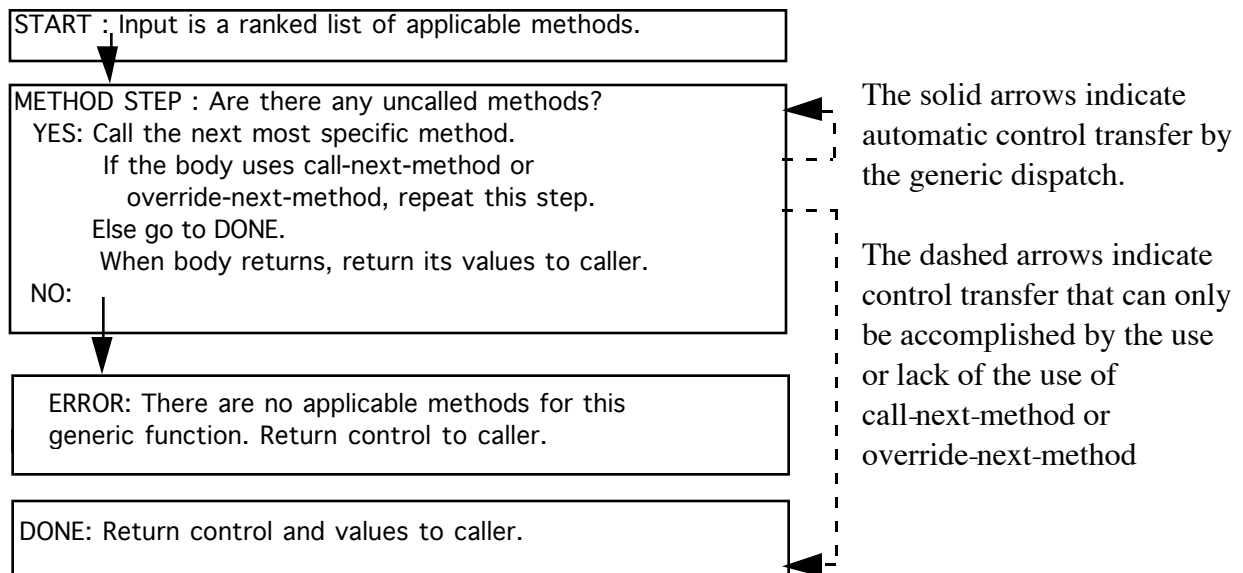 START : Input is a ranked list of applicable methods.
METHOD STEP : Are there any uncalled methods?
YES: Call the next most specific method.
If the body uses call-next-method or
override-next-method, repeat this step.
Else go to DONE.
When body returns, return its values to caller.
NO:
ERROR: There are no applicable methods for this
generic function. Return control to caller.
DONE: Return control and values to caller.
The solid arrows indicate
automatic control transfer by
the generic dispatch.
The dashed arrows indicate
control transfer that can only
be accomplished by the use
or lack of the use of
call-next-method or
override-next-method